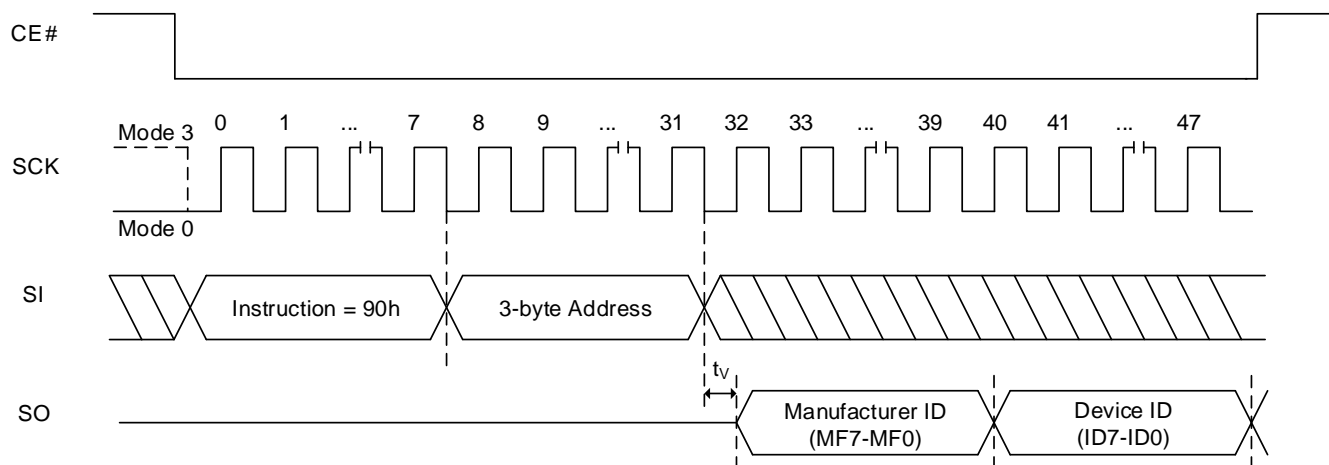 CE#
0 1 ... 7 8 9 ... 31 32 33 ... 39 40 41 ... 47
Mode 3
SCK
Mode 0
SI
Instruction = 90h
3-byte Address
tV
SO
Manufacturer ID
(MF7-MF0)
Device ID
(ID7-ID0)